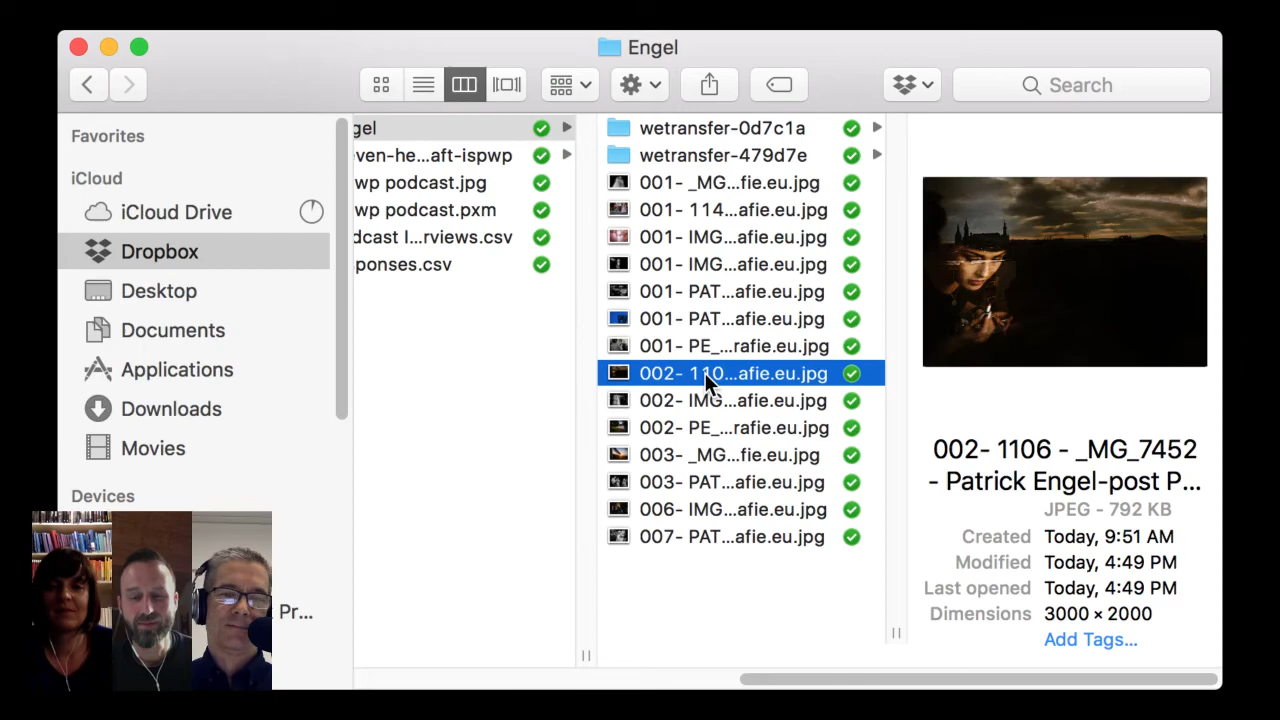 Engel
Search
Favorites
iCloud
iCloud Drive
Dropbox
Desktop
Documents
Applications
Downloads
Movies
Devices
Pr...
gel
ven-he...aft-ispwp
wp podcast.jpg
wp podcast.pxm
dcast I...rviews.csv
ponses.csv
wetransfer-0d7c1a
wetransfer-479d7e
001- _MG...fie.eu.jpg
001- 114...afie.eu.jpg
001- IMG...afie.eu.jpg
001- IMG...afie.eu.jpg
001- PAT...afie.eu.jpg
001- PAT...afie.eu.jpg
001- PE_...rafie.eu.jpg
002- 110...afie.eu.jpg
002- IMG...afie.eu.jpg
002- PE_...rafie.eu.jpg
003- _MG...fie.eu.jpg
003- PAT...afie.eu.jpg
006- IMG...afie.eu.jpg
007- PAT...afie.eu.jpg
002- 1106 - _MG_7452
- Patrick Engel-post P...
JPEG - 792 KB
Created Today, 9:51 AM
Modified Today, 4:49 PM
Last opened Today, 4:49 PM
Dimensions 3000 × 2000
Add Tags...